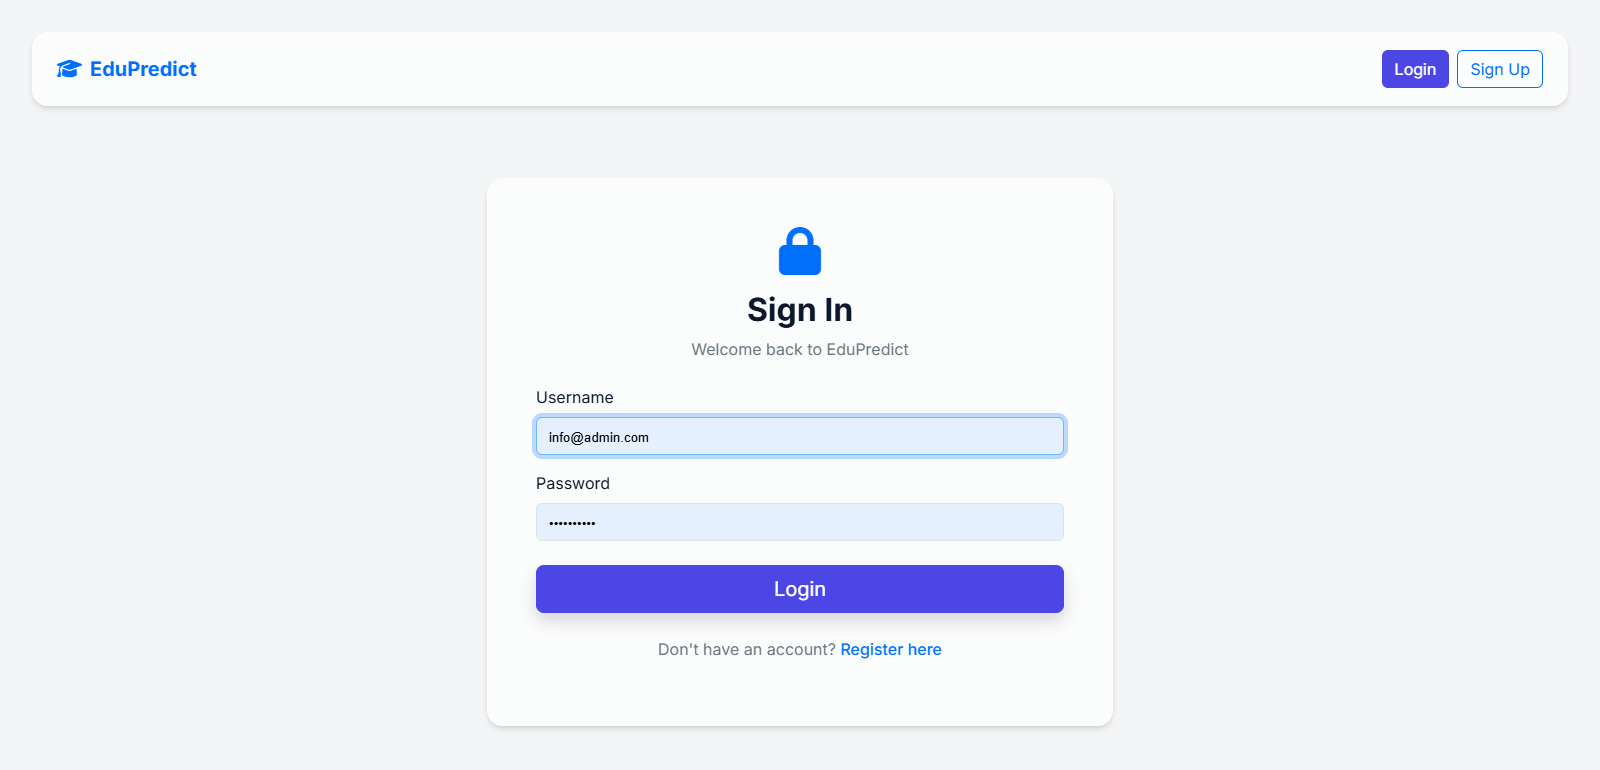 EduPredict
Login
Sign Up
Sign In
Welcome back to EduPredict
Username
info@admin.com
Password
••••••••••
Login
Don't have an account? Register here